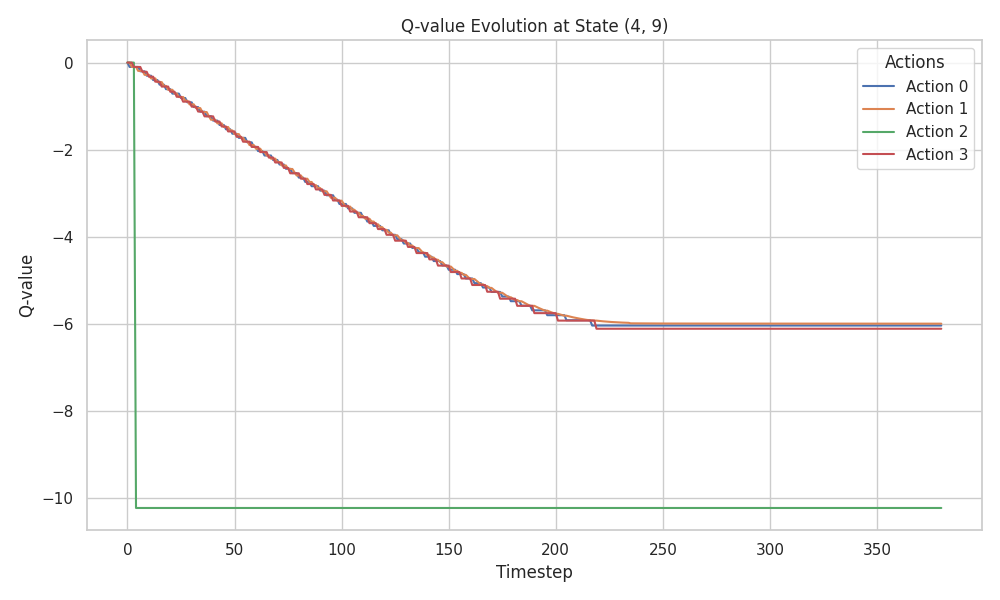 Q-value Evolution at State (4, 9)
Actions
Action 0
Action 1
Action 2
Action 3
Q-value
0
−2
−4
−6
−8
−10
0 50 100 150 200 250 300 350
Timestep